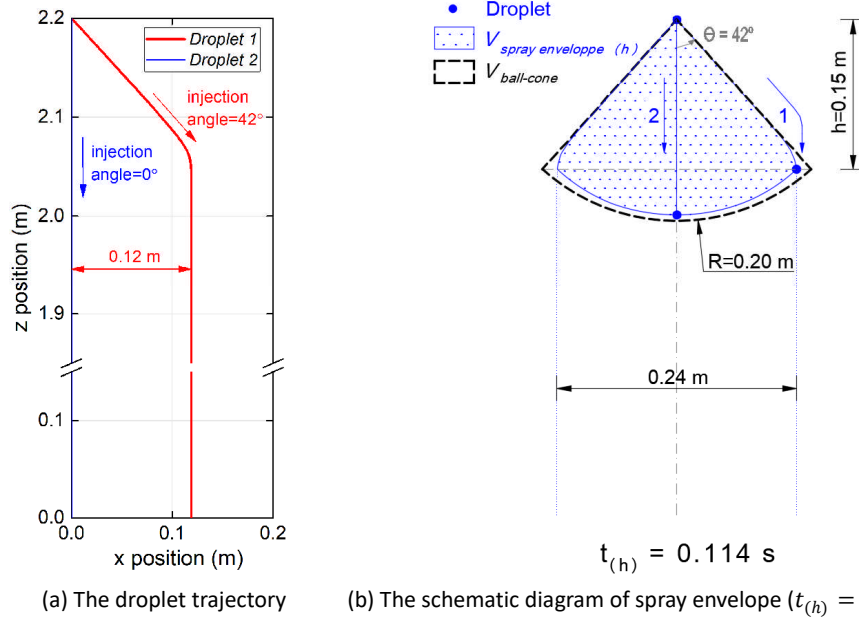 2.2
2.1
2.0
1.9
0.1
0.0
z position (m)
Droplet 1
Droplet 2
injection
angle=42°
injection
angle=0°
0.12 m
0.0 0.1 0.2
x position (m)
(a) The droplet trajectory
Droplet
V spray enveloppe (h)
V ball-cone
Θ = 42º
2
1
h=0.15 m
R=0.20 m
0.24 m
t(h) = 0.114 s
(b) The schematic diagram of spray envelope (t(h) =